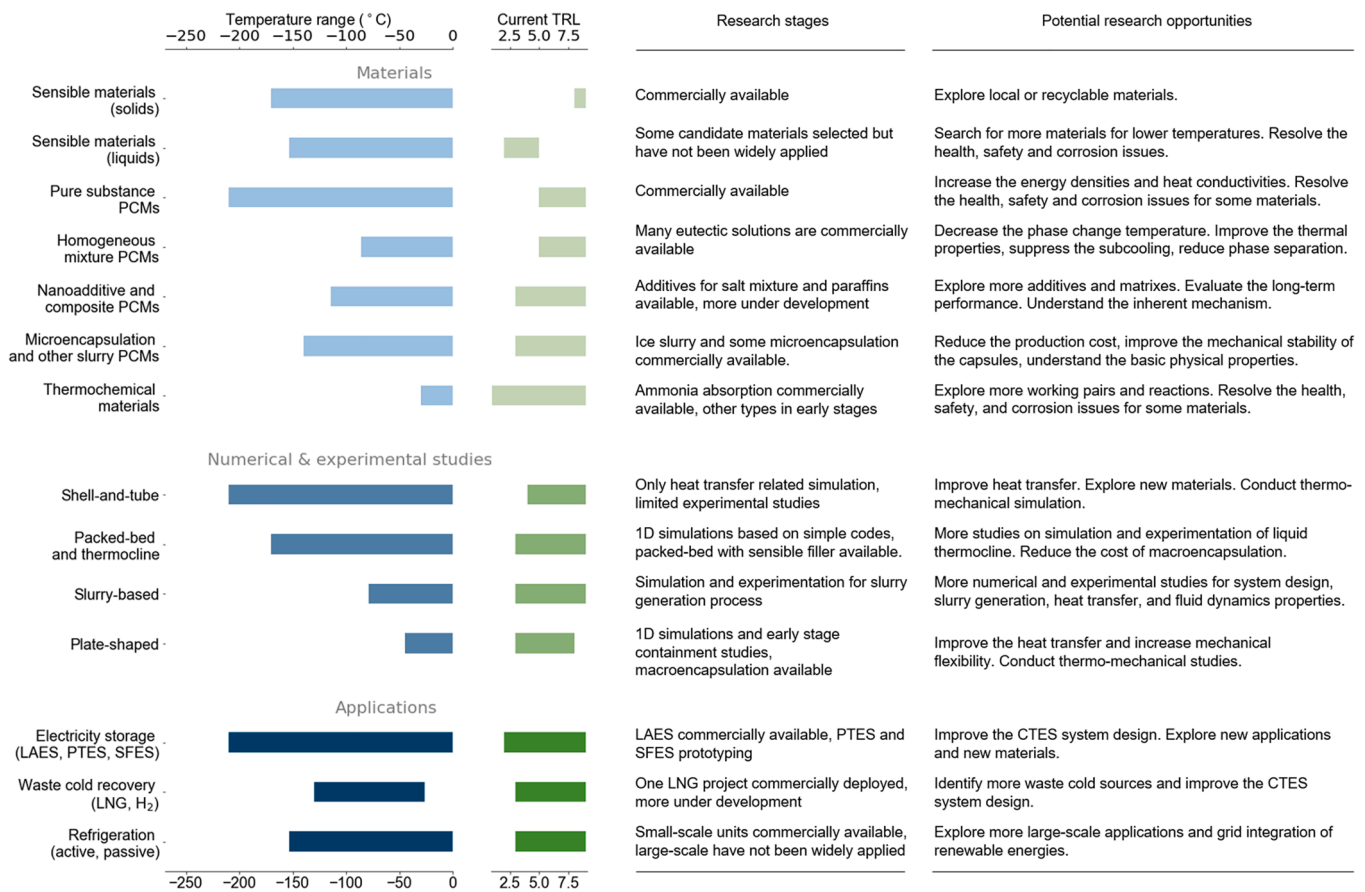 Temperature range (°C)
Current TRL
Research stages
Potential research opportunities
−250 −200 −150 −100 −50 0
2.5 5.0 7.5
Materials
Sensible materials
(solids)
Commercially available
Explore local or recyclable materials.
Sensible materials
(liquids)
Some candidate materials selected but
have not been widely applied
Search for more materials for lower temperatures. Resolve the
health, safety and corrosion issues.
Pure substance
PCMs
Commercially available
Increase the energy densities and heat conductivities. Resolve
the health, safety and corrosion issues for some materials.
Homogeneous
mixture PCMs
Many eutectic solutions are commercially
available
Decrease the phase change temperature. Improve the thermal
properties, suppress the subcooling, reduce phase separation.
Nanoadditive and
composite PCMs
Additives for salt mixture and paraffins
available, more under development
Explore more additives and matrixes. Evaluate the long-term
performance. Understand the inherent mechanism.
Microencapsulation
and other slurry PCMs
Ice slurry and some microencapsulation
commercially available.
Reduce the production cost, improve the mechanical stability of
the capsules, understand the basic physical properties.
Thermochemical
materials
Ammonia absorption commercially
available, other types in early stages
Explore more working pairs and reactions. Resolve the health,
safety, and corrosion issues for some materials.
Numerical & experimental studies
Shell-and-tube
Only heat transfer related simulation,
limited experimental studies
Improve heat transfer. Explore new materials. Conduct thermo-
mechanical simulation.
Packed-bed
and thermocline
1D simulations based on simple codes,
packed-bed with sensible filler available.
More studies on simulation and experimentation of liquid
thermocline. Reduce the cost of macroencapsulation.
Slurry-based
Simulation and experimentation for slurry
generation process
More numerical and experimental studies for system design,
slurry generation, heat transfer, and fluid dynamics properties.
Plate-shaped
1D simulations and early stage
containment studies,
macroencapsulation available
Improve the heat transfer and increase mechanical
flexibility. Conduct thermo-mechanical studies.
Applications
Electricity storage
(LAES, PTES, SFES)
LAES commercially available, PTES and
SFES prototyping
Improve the CTES system design. Explore new applications
and new materials.
Waste cold recovery
(LNG, H₂)
One LNG project commercially deployed,
more under development
Identify more waste cold sources and improve the CTES
system design.
Refrigeration
(active, passive)
Small-scale units commercially available,
large-scale have not been widely applied
Explore more large-scale applications and grid integration of
renewable energies.
−250 −200 −150 −100 −50 0
2.5 5.0 7.5